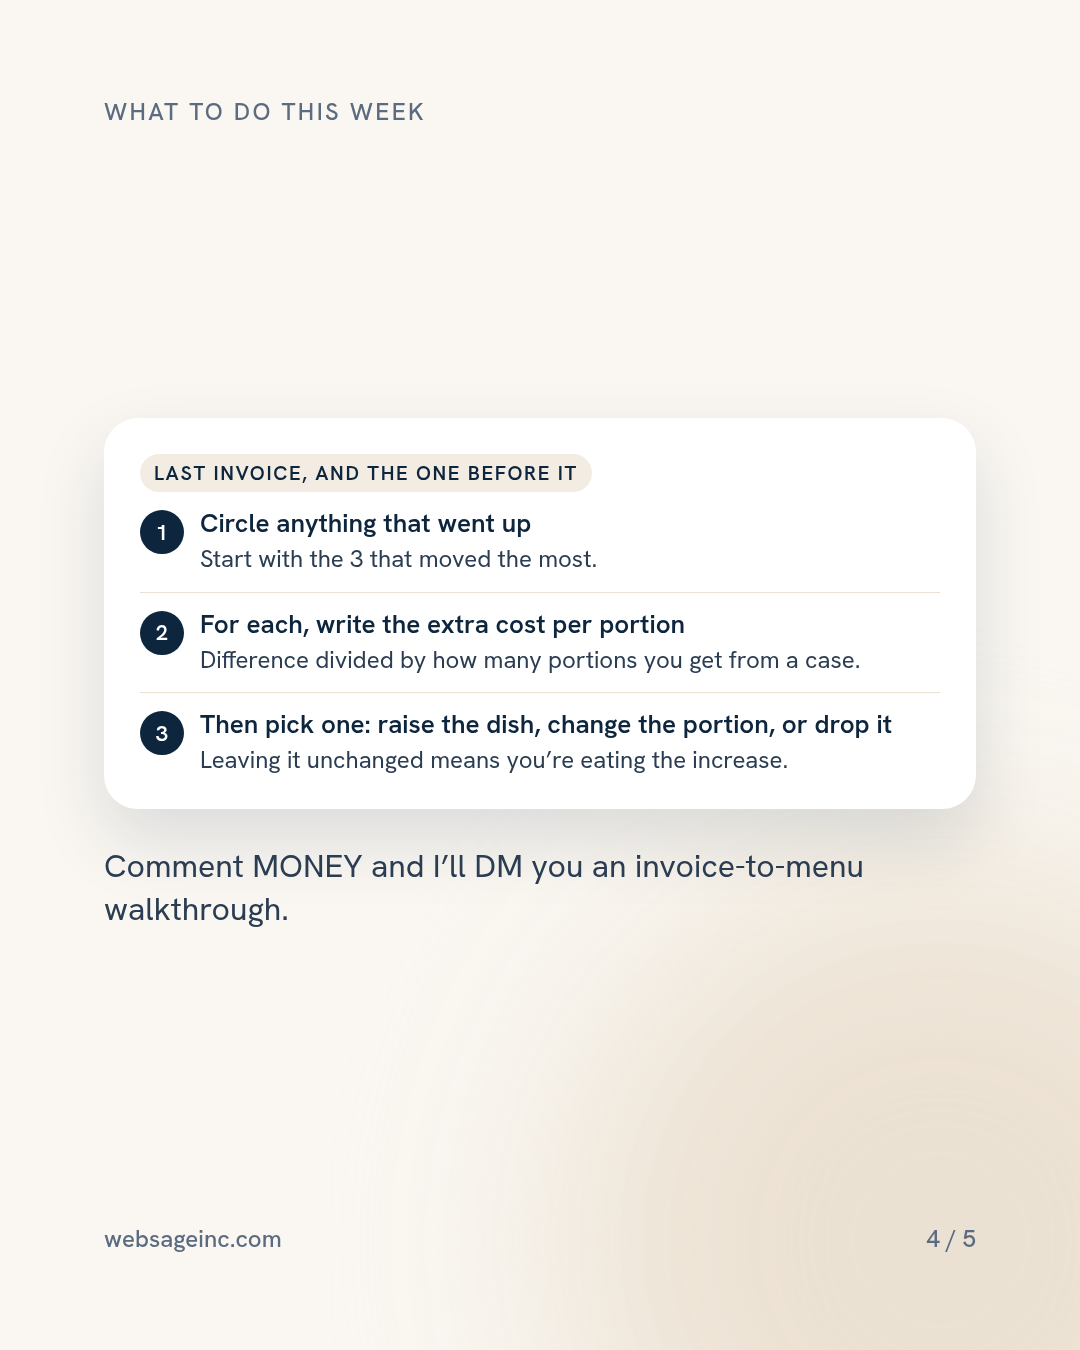 WHAT TO DO THIS WEEK
LAST INVOICE, AND THE ONE BEFORE IT
1
Circle anything that went up
Start with the 3 that moved the most.
2
For each, write the extra cost per portion
Difference divided by how many portions you get from a case.
3
Then pick one: raise the dish, change the portion, or drop it
Leaving it unchanged means you’re eating the increase.
Comment MONEY and I’ll DM you an invoice-to-menu
walkthrough.
websageinc.com
4 / 5